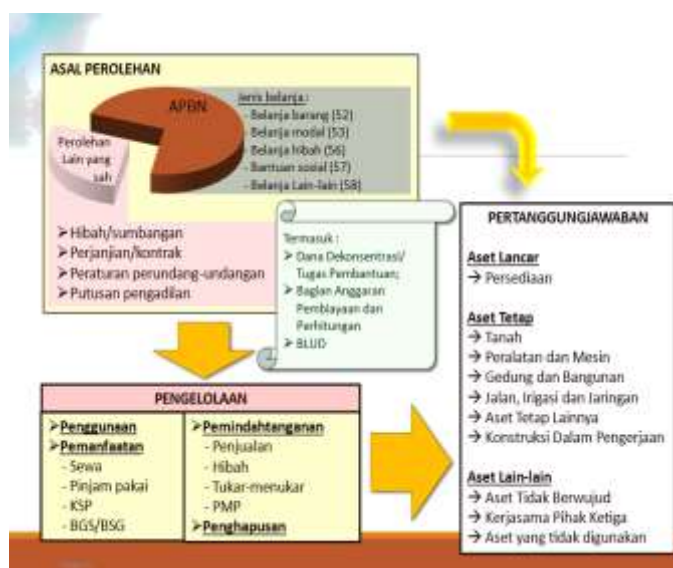 ASAL PEROLEHAN
APBN
Jenis belanja :
- Belanja barang (52)
- Belanja modal (53)
- Belanja hibah (56)
- Bantuan sosial (57)
- Belanja Lain-lain (58)
Perolehan
Lain yang
sah
➢ Hibah/sumbangan
➢ Perjanjian/kontrak
➢ Peraturan perundang-undangan
➢ Putusan pengadilan
Termasuk :
➢ Dana Dekonsentrasi/
Tugas Pembantuan;
➢ Bagian Anggaran
Pembiayaan dan
Perhitungan
➢ BLUD
PENGELOLAAN
➢ Penggunaan
➢ Pemanfaatan
- Sewa
- Pinjam pakai
- KSP
- BGS/BSG
➢ Pemindahtanganan
- Penjualan
- Hibah
- Tukar-menukar
- PMP
➢ Penghapusan
PERTANGGUNGJAWABAN
Aset Lancar
→ Persediaan
Aset Tetap
→ Tanah
→ Peralatan dan Mesin
→ Gedung dan Bangunan
→ Jalan, Irigasi dan Jaringan
→ Aset Tetap Lainnya
→ Konstruksi Dalam Pengerjaan
Aset Lain-lain
→ Aset Tidak Berwujud
→ Kerjasama Pihak Ketiga
→ Aset yang tidak digunakan